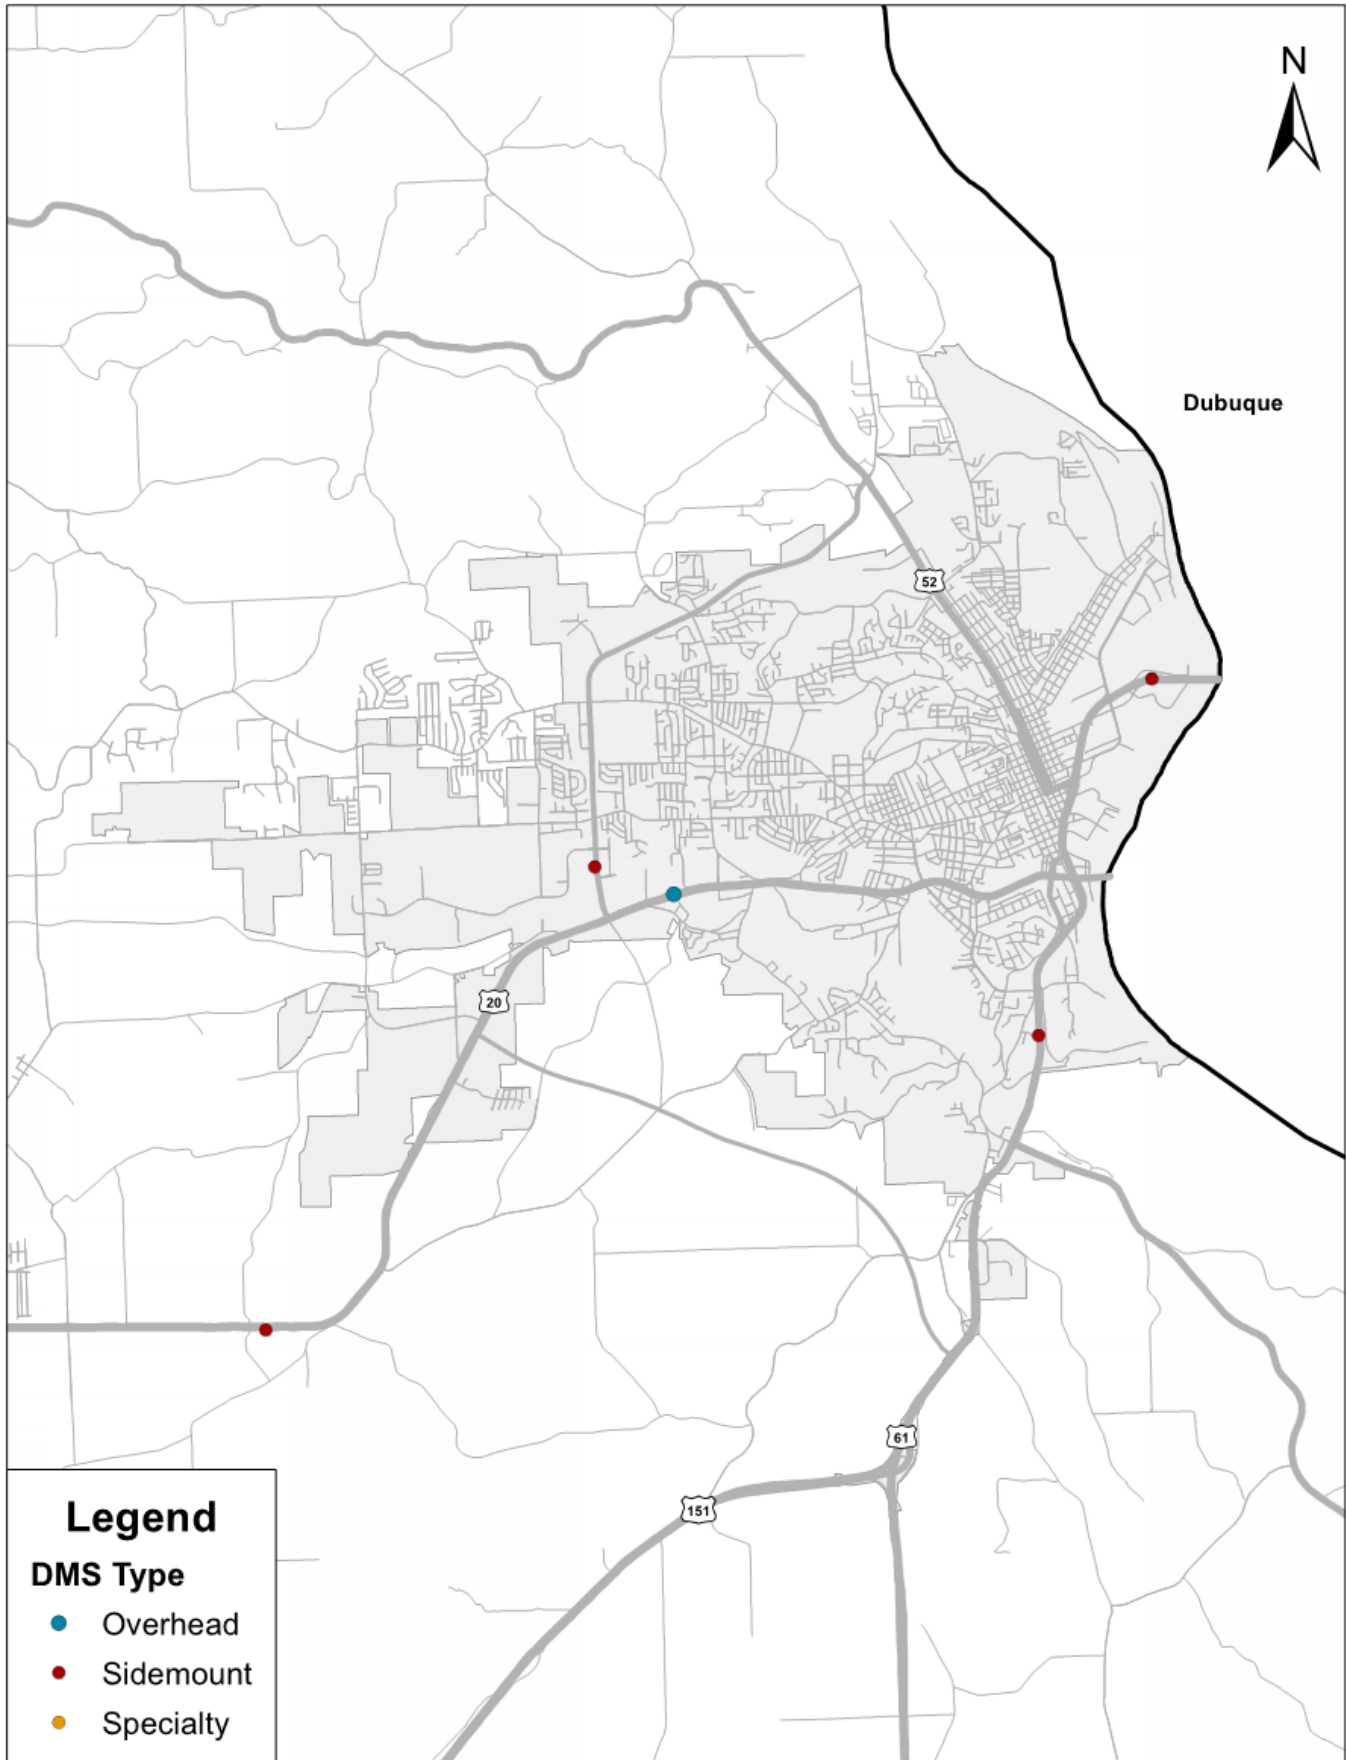 N
Dubuque
52
20
61
151
Legend
DMS Type
Overhead
Sidemount
Specialty